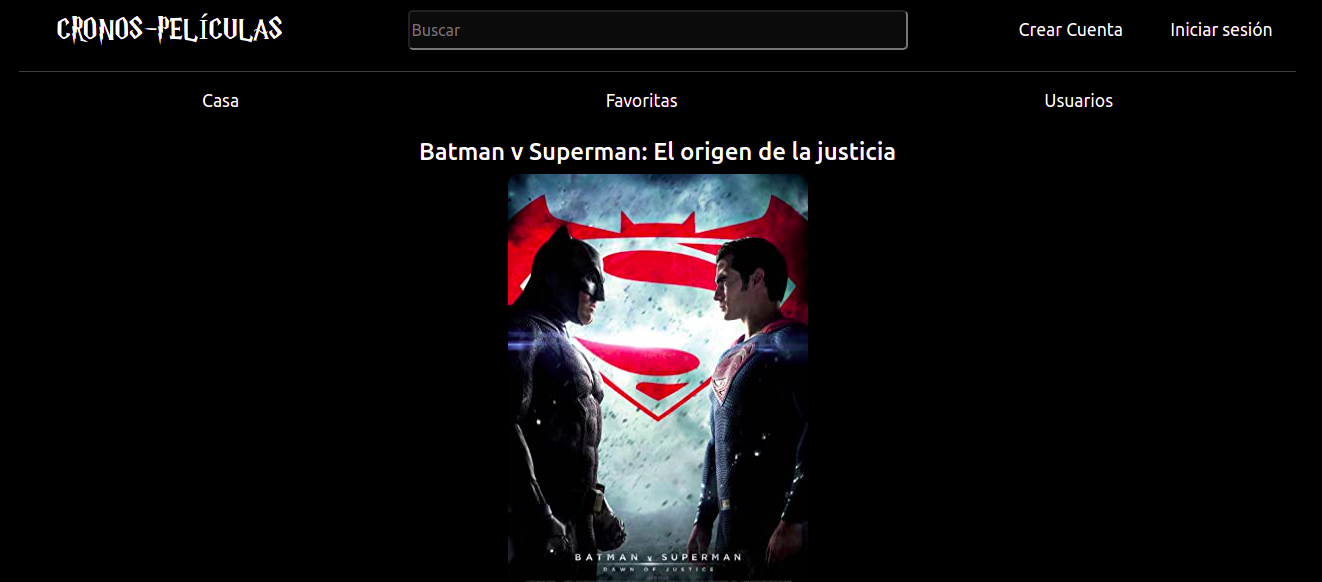 CRONOS-PELÍCULAS
Buscar
Crear Cuenta
Iniciar sesión
Casa
Favoritas
Usuarios
Batman v Superman: El origen de la justicia
BATMAN v SUPERMAN
DAWN OF JUSTICE